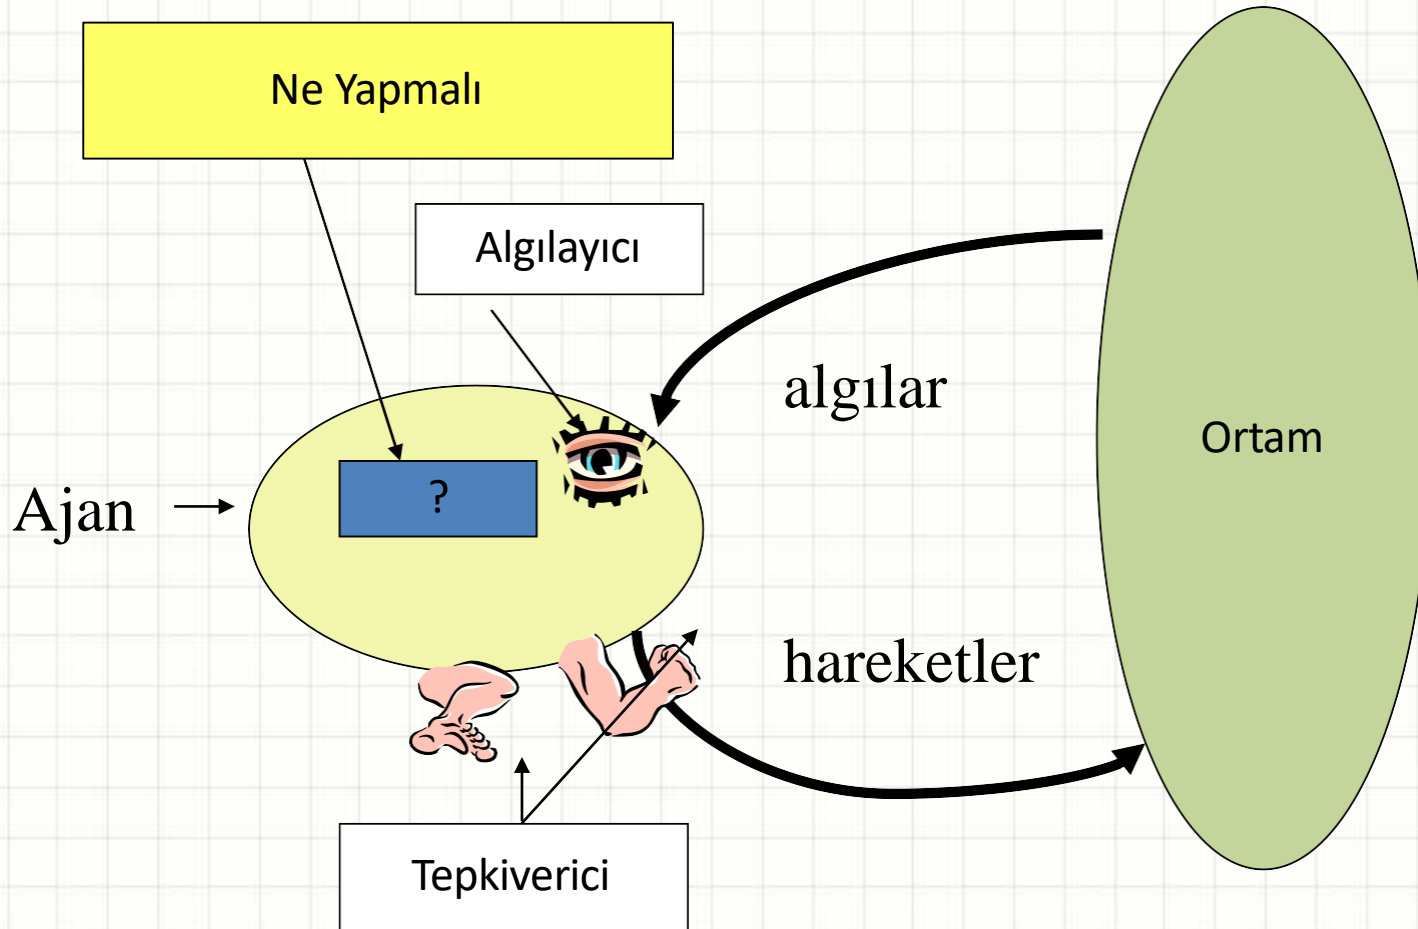 Ne Yapmalı
Algılayıcı
algılar
Ortam
?
Ajan
hareketler
Tepkiverici